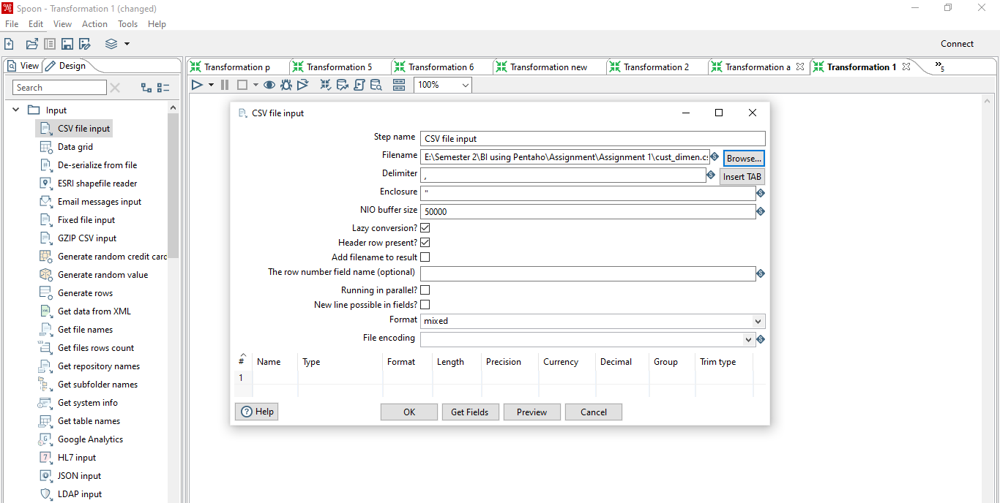 Spoon - Transformation 1 (changed)
File Edit View Action Tools Help
Connect
View Design
Transformation p Transformation 5 Transformation 6 Transformation new Transformation 2 Transformation a Transformation 1 » 5
Search
100%
Input
CSV file input
Data grid
De-serialize from file
ESRI shapefile reader
Email messages input
Fixed file input
GZIP CSV input
Generate random credit carc
Generate random value
Generate rows
Get data from XML
Get file names
Get files rows count
Get repository names
Get subfolder names
Get system info
Get table names
Google Analytics
HL7 input
JSON input
LDAP input
CSV file input
Step name CSV file input
Filename E:\Semester 2\BI using Pentaho\Assignment\Assignment 1\cust_dimen.c Browse...
Delimiter , Insert TAB
Enclosure "
NIO buffer size 50000
Lazy conversion?
Header row present?
Add filename to result
The row number field name (optional)
Running in parallel?
New line possible in fields?
Format mixed
File encoding
# Name Type Format Length Precision Currency Decimal Group Trim type
1
Help OK Get Fields Preview Cancel